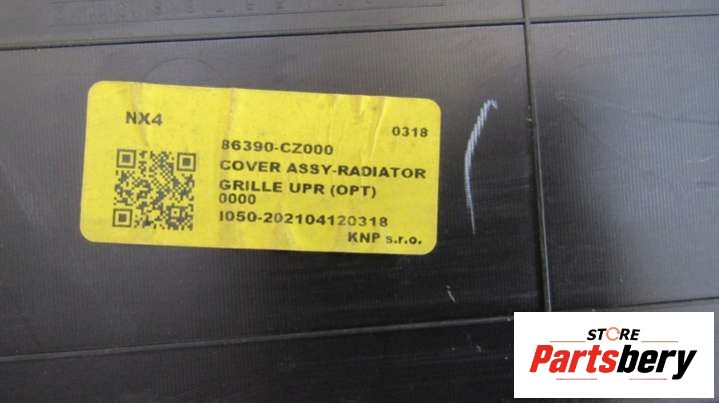 NX4
0318
86390-CZ000
COVER ASSY-RADIATOR
GRILLE UPR (OPT)
0000
I050-202104120318
KNP s.r.o.
STORE
Partsbery